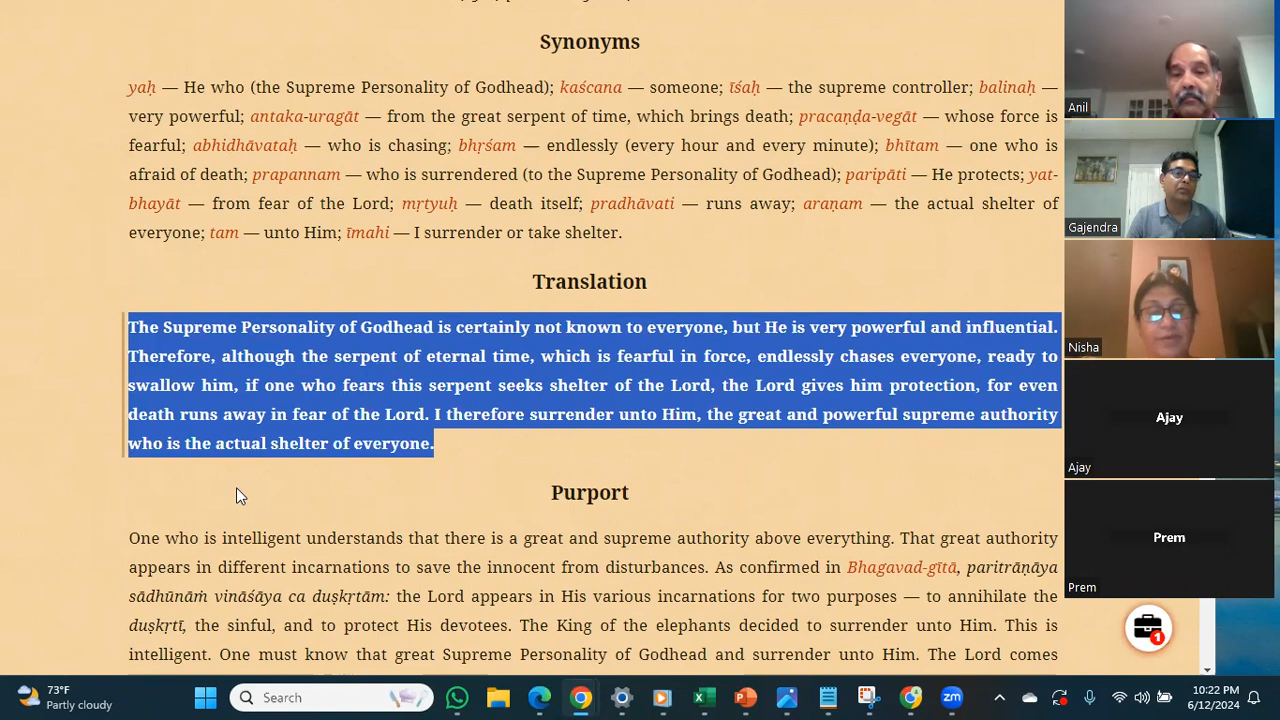 Synonyms
yaḥ — He who (the Supreme Personality of Godhead); kaścana — someone; īśaḥ — the supreme controller; balinaḥ —
very powerful; antaka-uragāt — from the great serpent of time, which brings death; pracaṇḍa-vegāt — whose force is
fearful; abhidhāvataḥ — who is chasing; bhṛśam — endlessly (every hour and every minute); bhītam — one who is
afraid of death; prapannam — who is surrendered (to the Supreme Personality of Godhead); paripāti — He protects; yat-
bhayāt — from fear of the Lord; mṛtyuḥ — death itself; pradhāvati — runs away; araṇam — the actual shelter of
everyone; tam — unto Him; īmahi — I surrender or take shelter.
Translation
The Supreme Personality of Godhead is certainly not known to everyone, but He is very powerful and influential.
Therefore, although the serpent of eternal time, which is fearful in force, endlessly chases everyone, ready to
swallow him, if one who fears this serpent seeks shelter of the Lord, the Lord gives him protection, for even
death runs away in fear of the Lord. I therefore surrender unto Him, the great and powerful supreme authority
who is the actual shelter of everyone.
Purport
One who is intelligent understands that there is a great and supreme authority above everything. That great authority
appears in different incarnations to save the innocent from disturbances. As confirmed in Bhagavad-gītā, paritrāṇāya
sādhūnāṁ vināśāya ca duṣkṛtām: the Lord appears in His various incarnations for two purposes — to annihilate the
duṣkṛtī, the sinful, and to protect His devotees. The King of the elephants decided to surrender unto Him. This is
intelligent. One must know that great Supreme Personality of Godhead and surrender unto Him. The Lord comes
Anil
Gajendra
Nisha
Ajay
Ajay
Prem
Prem
1
73°F
Partly cloudy
Search
zm
10:22 PM
6/12/2024